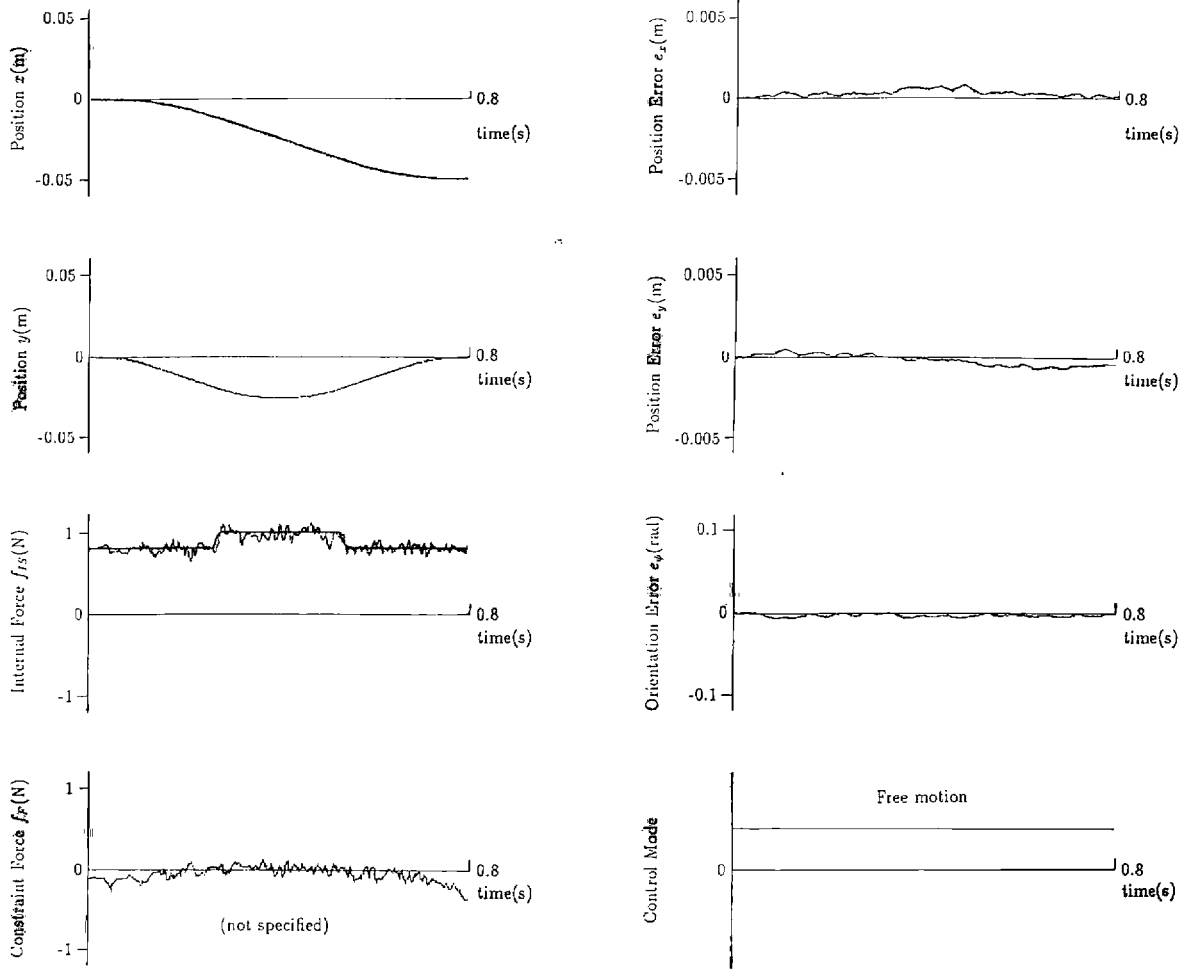 Position x(m)
0.05
0
-0.05
0.8
time(s)
Position Error e_x(m)
0.005
0
-0.005
0.8
time(s)
Position y(m)
0.05
0
-0.05
0.8
time(s)
Position Error e_y(m)
0.005
0
-0.005
0.8
time(s)
Internal Force f_IS(N)
1
0
-1
0.8
time(s)
Orientation Error e_ψ(rad)
0.1
0
-0.1
0.8
time(s)
Constraint Force f_F(N)
1
0
-1
0.8
time(s)
(not specified)
Control Mode
Free motion
0
0.8
time(s)